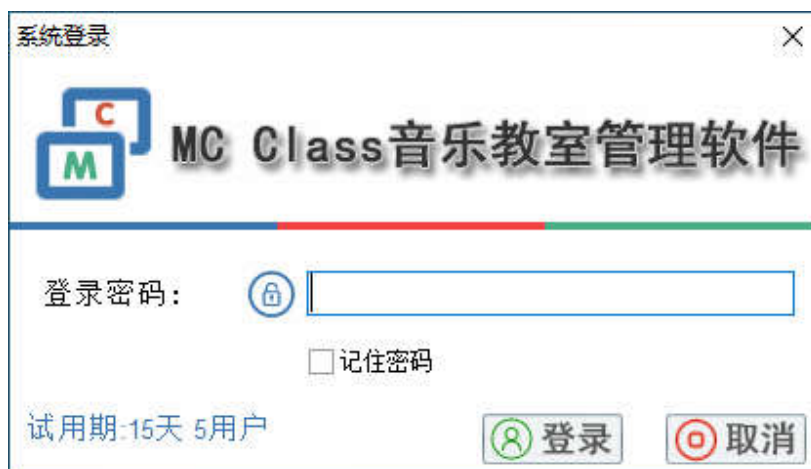 系统登录
C
M
MC Class音乐教室管理软件
登录密码:
记住密码
试用期:15天 5用户
登录
取消